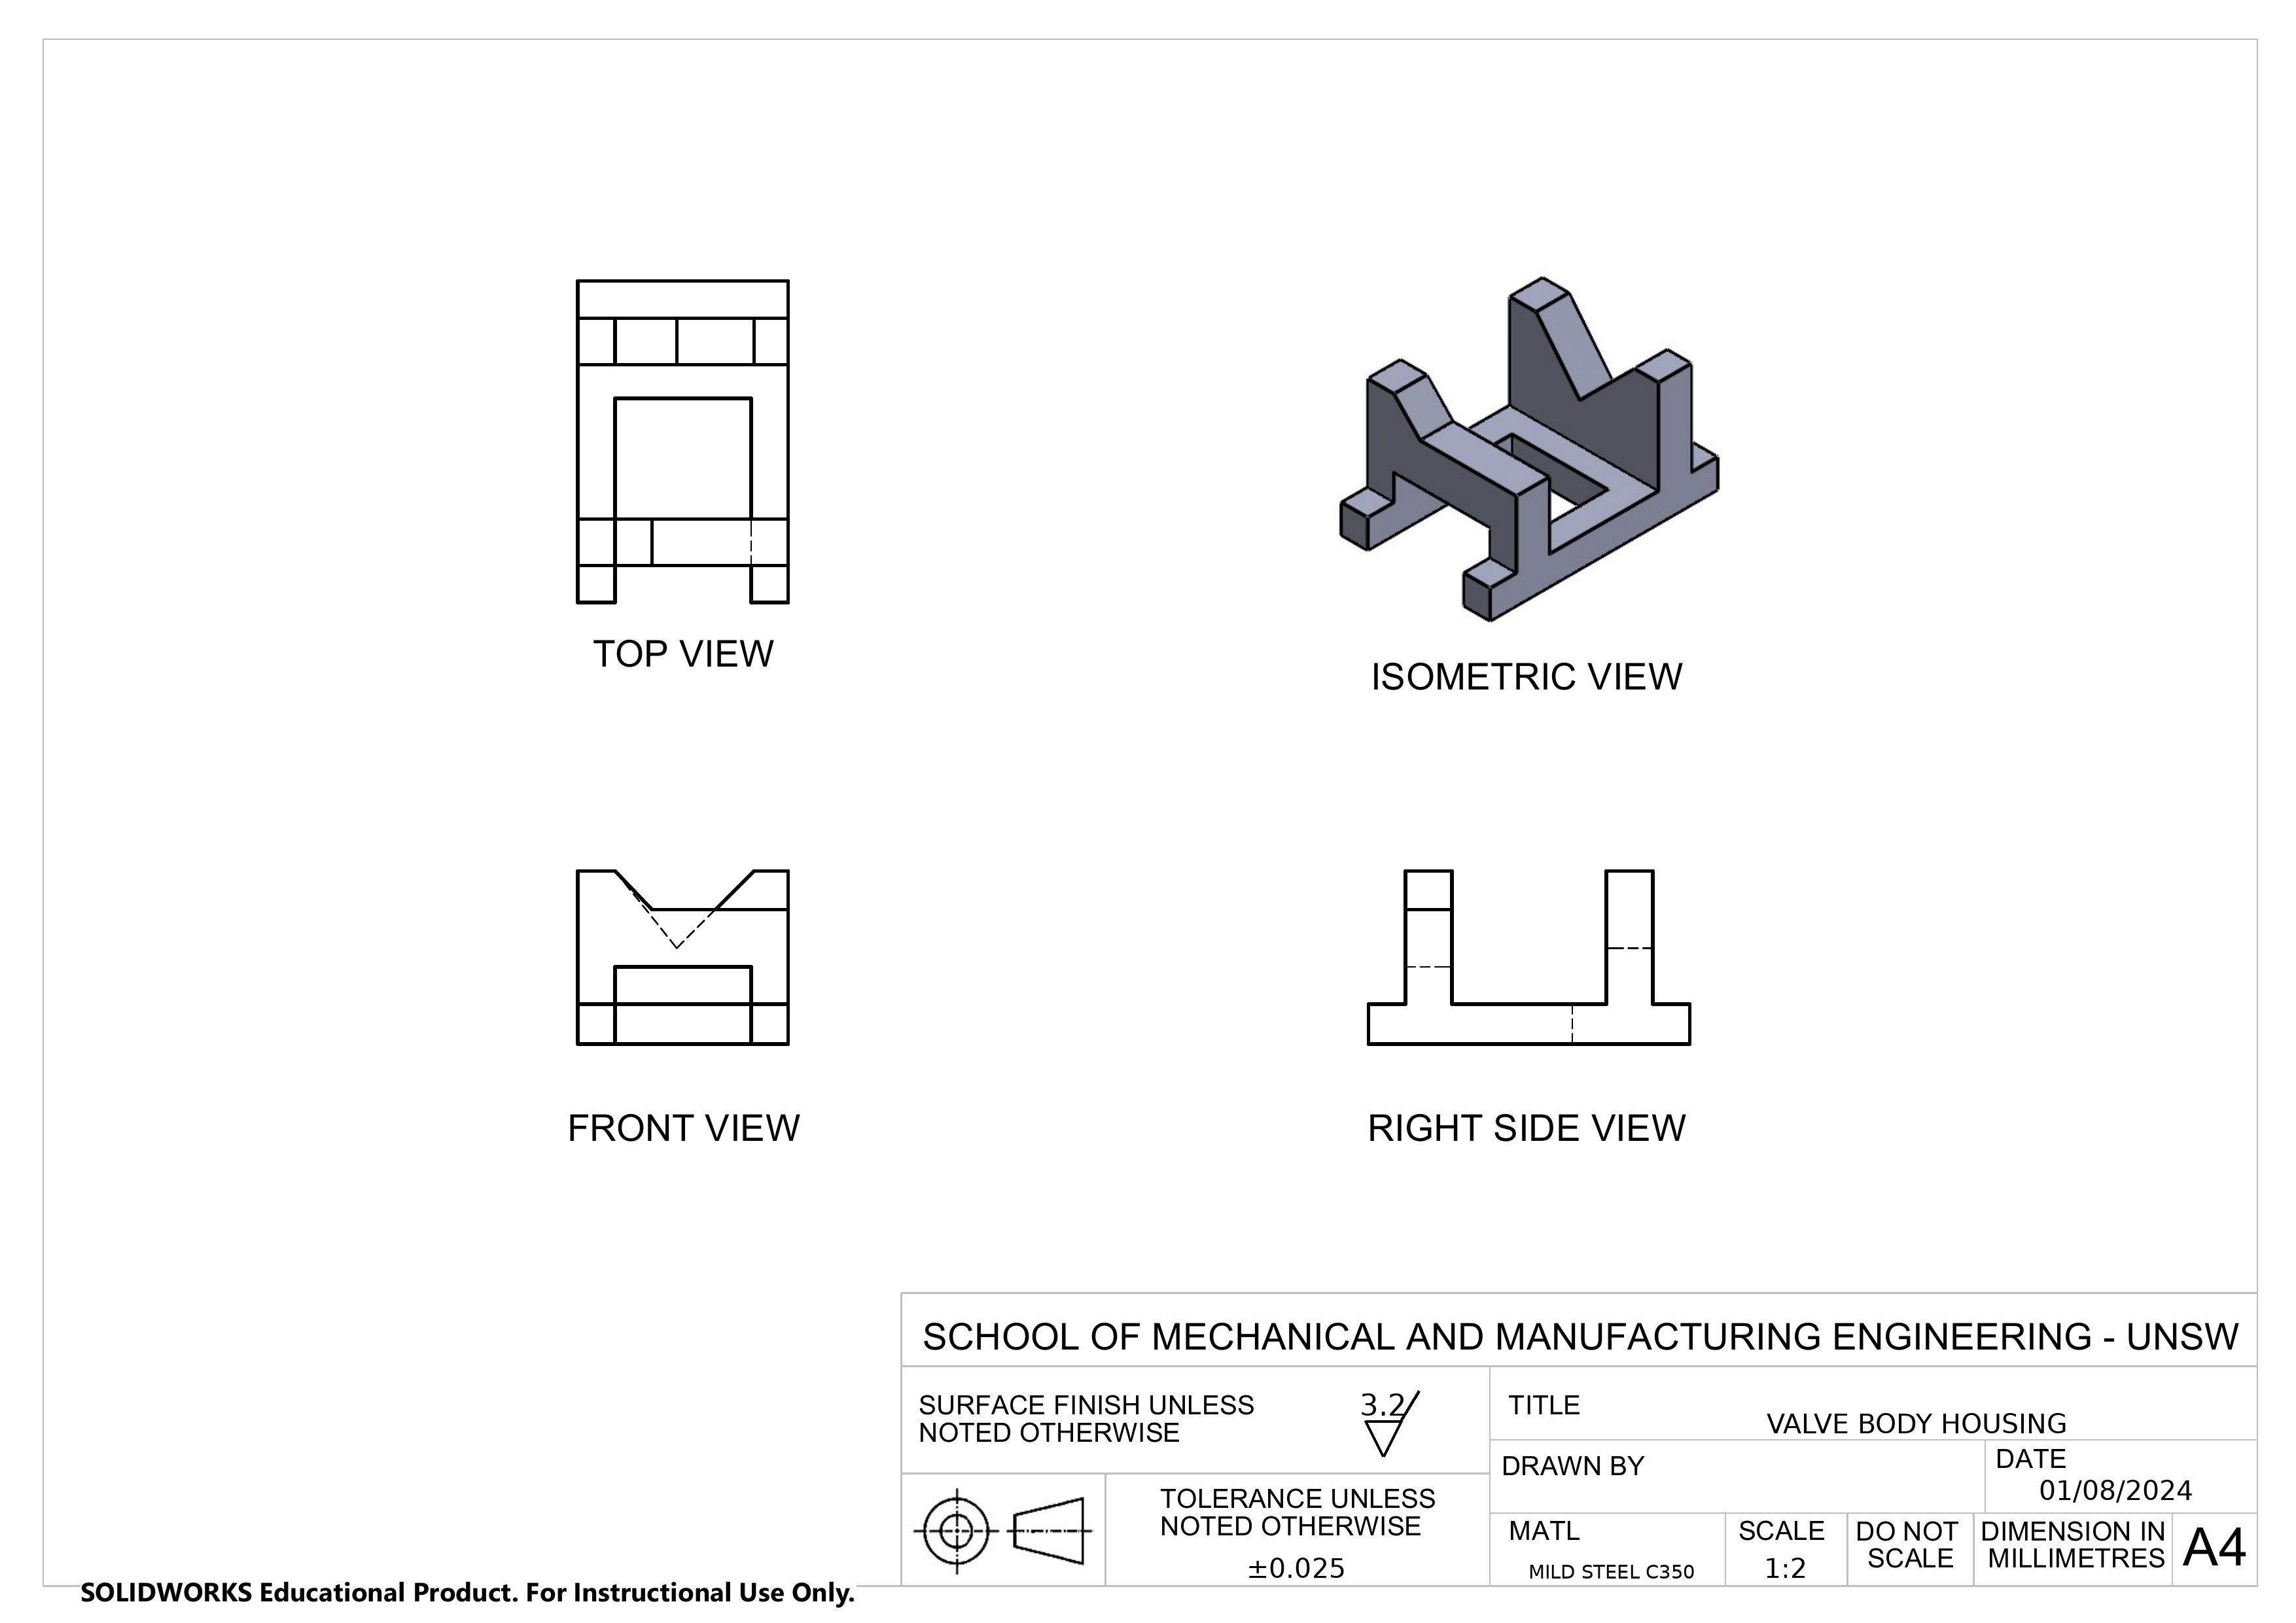 TOP VIEW
ISOMETRIC VIEW
FRONT VIEW
RIGHT SIDE VIEW
SCHOOL OF MECHANICAL AND MANUFACTURING ENGINEERING - UNSW
SURFACE FINISH UNLESS
NOTED OTHERWISE
3.2
TITLE
VALVE BODY HOUSING
DRAWN BY
DATE
01/08/2024
TOLERANCE UNLESS
NOTED OTHERWISE
±0.025
MATL
MILD STEEL C350
SCALE
1:2
DO NOT
SCALE
DIMENSION IN
MILLIMETRES
A4
SOLIDWORKS Educational Product. For Instructional Use Only.